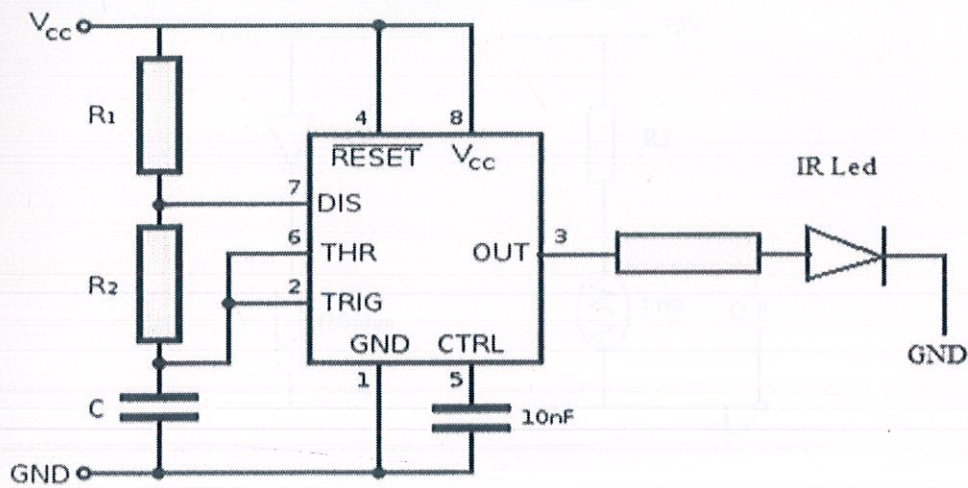 Vcc
R1
4
8
RESET
Vcc
IR Led
7
DIS
6
THR
OUT
3
R2
2
TRIG
GND
CTRL
GND
1
5
C
10nF
GND